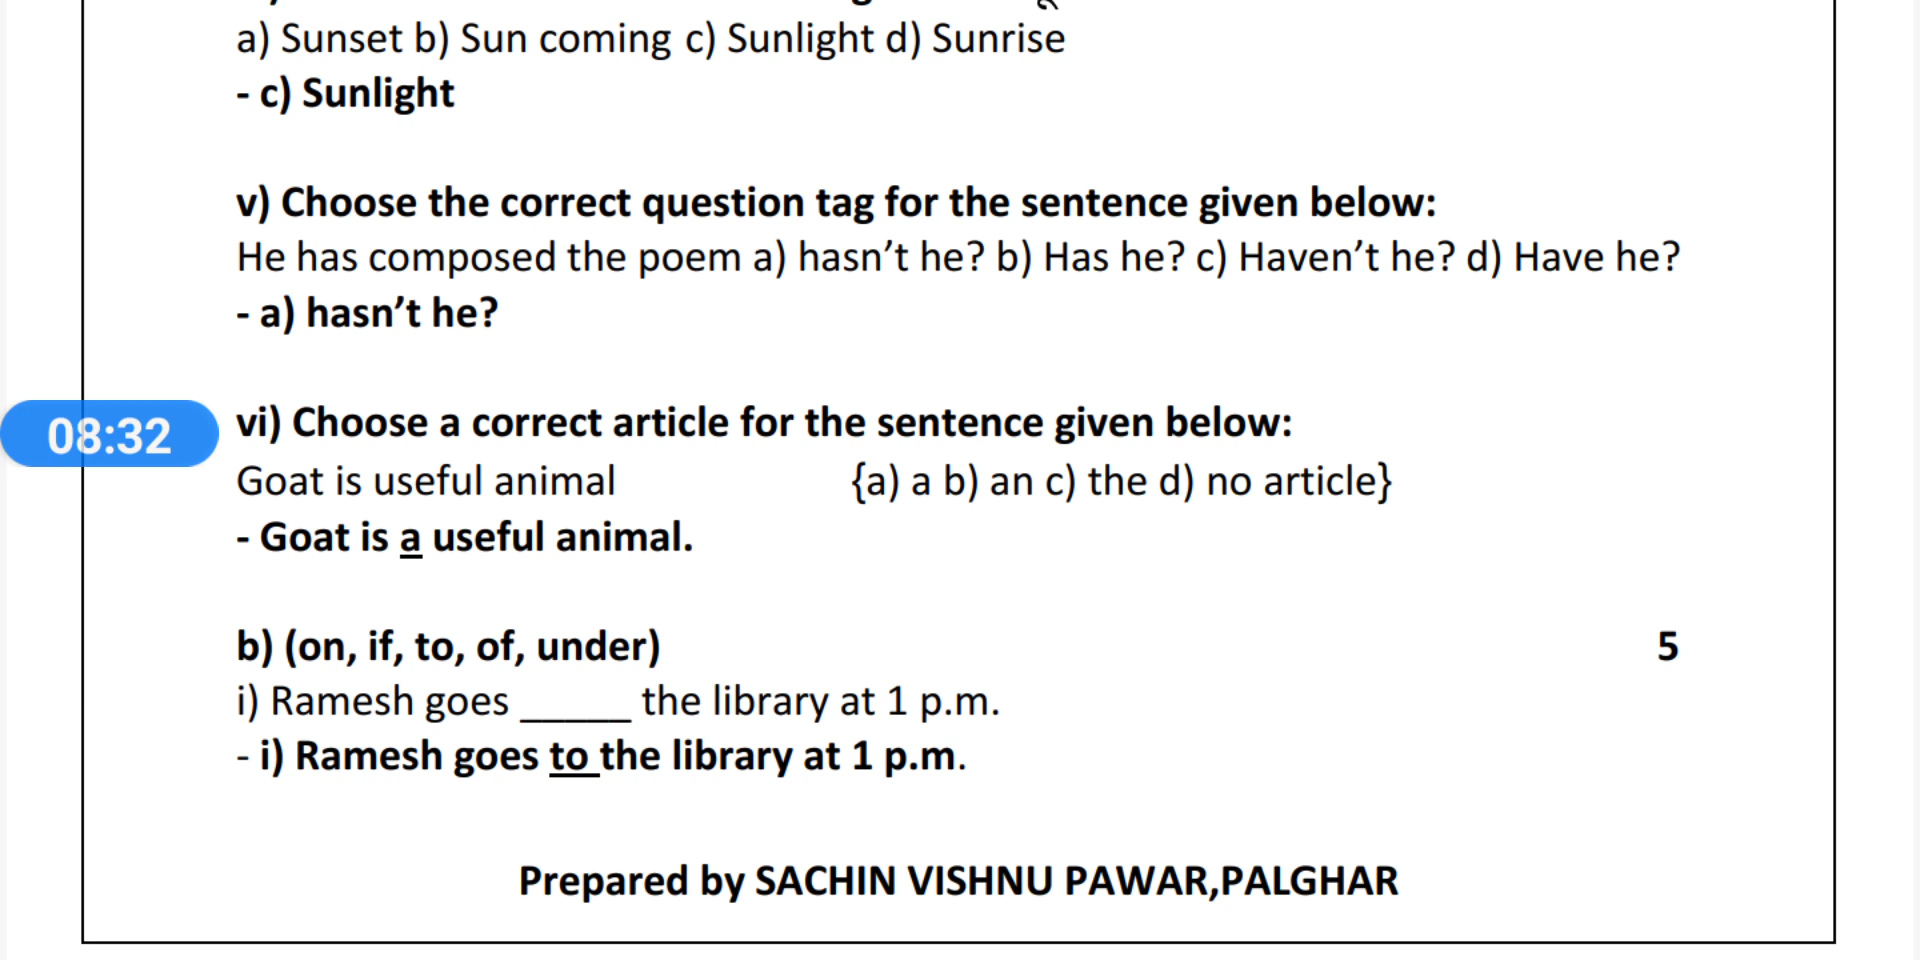 a) Sunset b) Sun coming c) Sunlight d) Sunrise
- c) Sunlight
v) Choose the correct question tag for the sentence given below:
He has composed the poem a) hasn’t he? b) Has he? c) Haven’t he? d) Have he?
- a) hasn’t he?
08:32
vi) Choose a correct article for the sentence given below:
Goat is useful animal {a) a b) an c) the d) no article}
- Goat is a useful animal.
b) (on, if, to, of, under) 5
i) Ramesh goes _____ the library at 1 p.m.
- i) Ramesh goes to the library at 1 p.m.
Prepared by SACHIN VISHNU PAWAR,PALGHAR